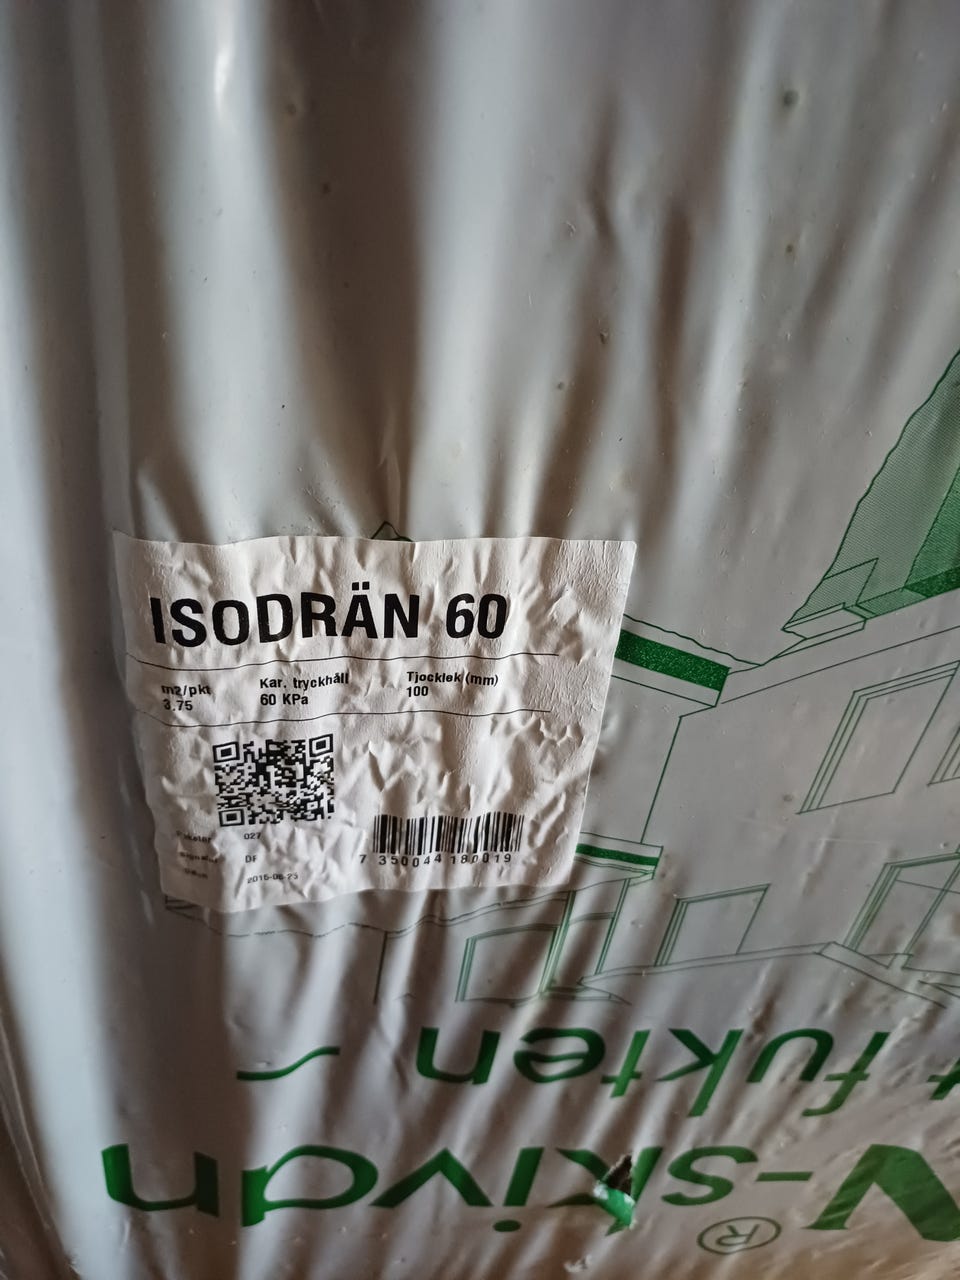 ISODRÄN 60
m2/pkt Kar. tryckhåll Tjocklek (mm)
3.75 60 KPa 100
027
DF
2015-06-23
7 350044 180019
fukten ~
-skivan
®